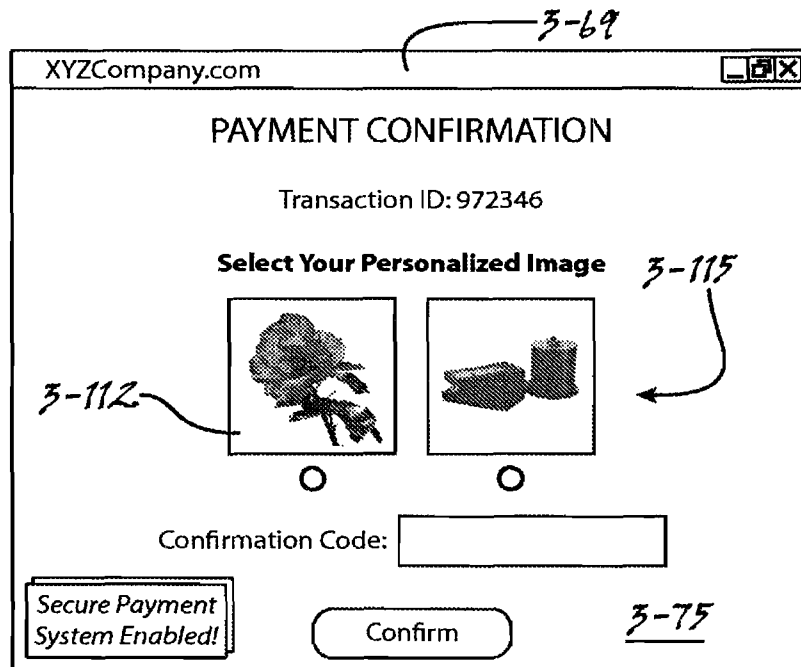 3-69
XYZCompany.com
PAYMENT CONFIRMATION
Transaction ID: 972346
Select Your Personalized Image
3-115
3-112
Confirmation Code:
Secure Payment
System Enabled!
Confirm
3-75